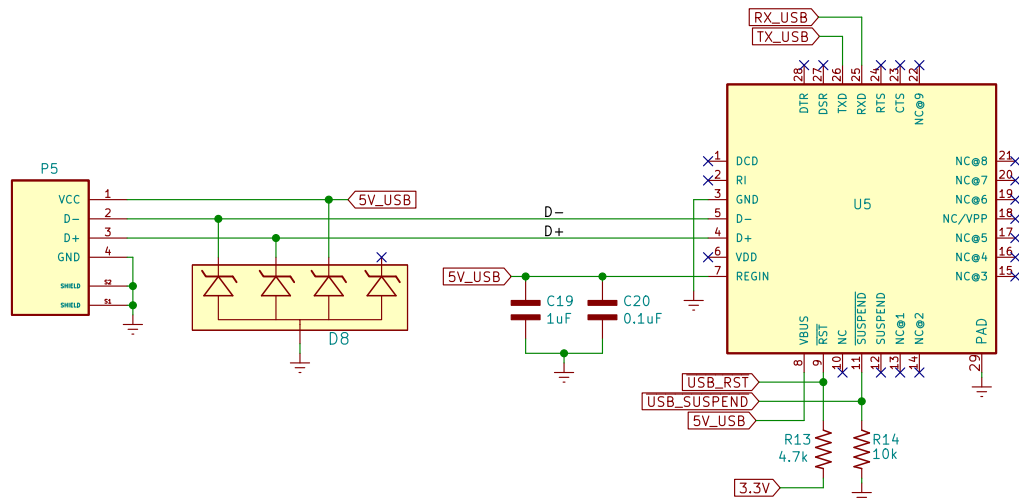 RX_USB
TX_USB
28 27 26 25 24 23 22
DTR DSR TXD RXD RTS CTS NC@9
P5
VCC 1
D- 2
D+ 3
GND 4
SHIELD S2
SHIELD S1
5V_USB
D-
D+
D8
5V_USB
C19
1uF
C20
0.1uF
U5
1 DCD
2 RI
3 GND
5 D-
4 D+
6 VDD
7 REGIN
NC@8 21
NC@7 20
NC@6 19
NC/VPP 18
NC@5 17
NC@4 16
NC@3 15
VBUS RST NC SUSPEND SUSPEND NC@1 NC@2 PAD
8 9 10 11 12 13 14 29
USB_RST
USB_SUSPEND
5V_USB
R13
4.7k
R14
10k
3.3V